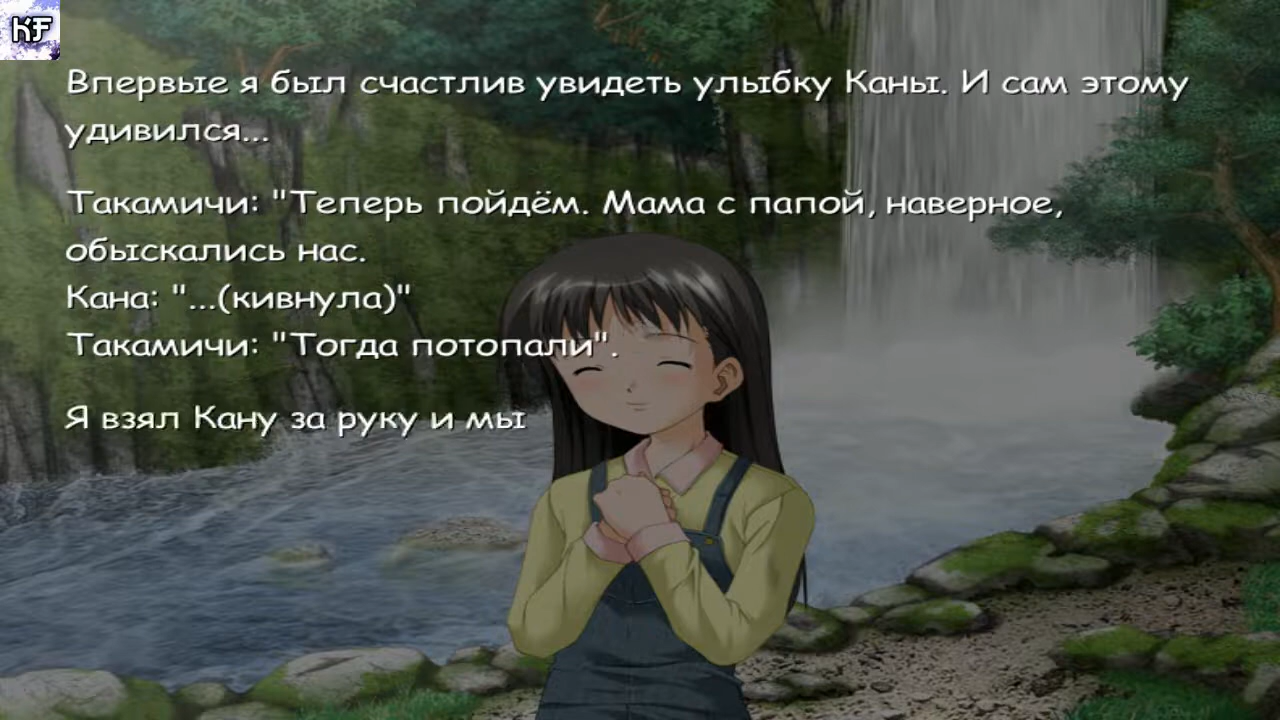 KF
Впервые я был счастлив увидеть улыбку Каны. И сам этому
удивился...
Такамичи: "Теперь пойдём. Мама с папой, наверное,
обыскались нас.
Кана: "...(кивнула)"
Такамичи: "Тогда потопали".
Я взял Кану за руку и мы